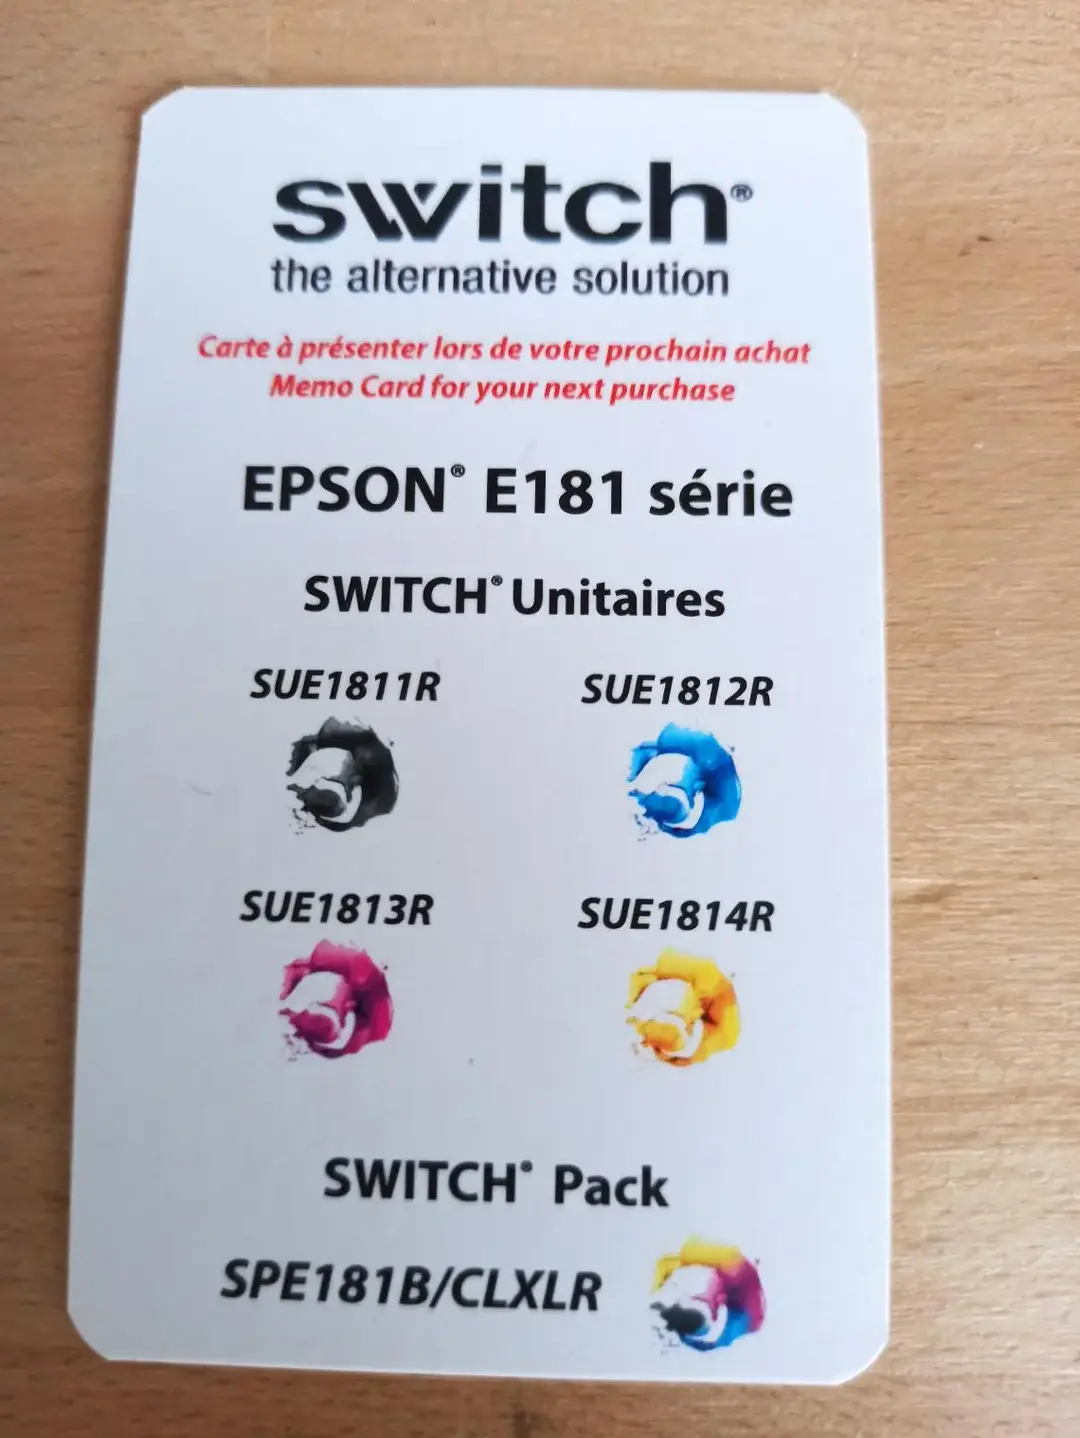 switch®
the alternative solution
Carte à présenter lors de votre prochain achat
Memo Card for your next purchase
EPSON® E181 série
SWITCH® Unitaires
SUE1811R SUE1812R
SUE1813R SUE1814R
SWITCH® Pack
SPE181B/CLXLR